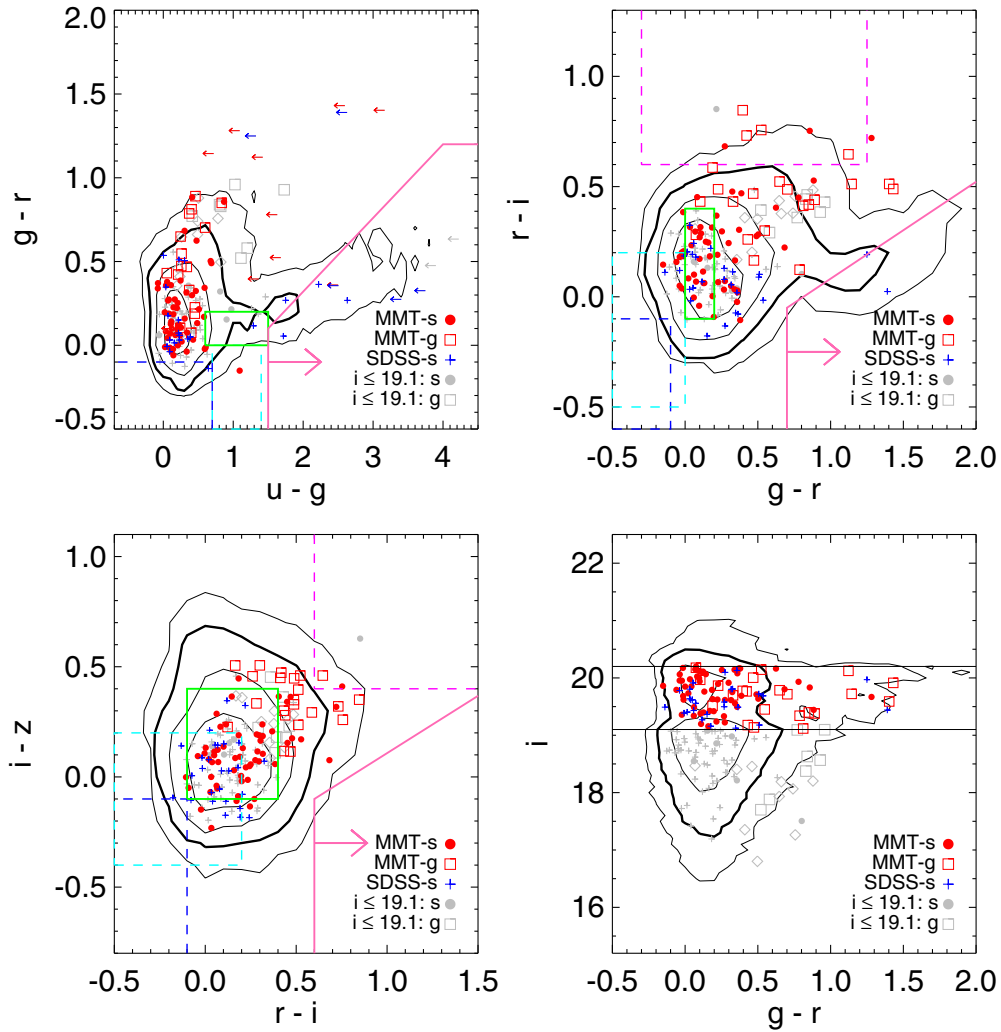 2.0
1.5
1.0
0.5
0.0
-0.5
g - r
0 1 2 3 4
u - g
MMT-s
MMT-g
SDSS-s
i ≤ 19.1: s
i ≤ 19.1: g
1.0
0.5
0.0
-0.5
r - i
-0.5 0.0 0.5 1.0 1.5 2.0
g - r
MMT-s
MMT-g
SDSS-s
i ≤ 19.1: s
i ≤ 19.1: g
1.0
0.5
0.0
-0.5
i - z
-0.5 0.0 0.5 1.0 1.5
r - i
MMT-s
MMT-g
SDSS-s
i ≤ 19.1: s
i ≤ 19.1: g
22
20
18
16
i
-0.5 0.0 0.5 1.0 1.5 2.0
g - r
MMT-s
MMT-g
SDSS-s
i ≤ 19.1: s
i ≤ 19.1: g